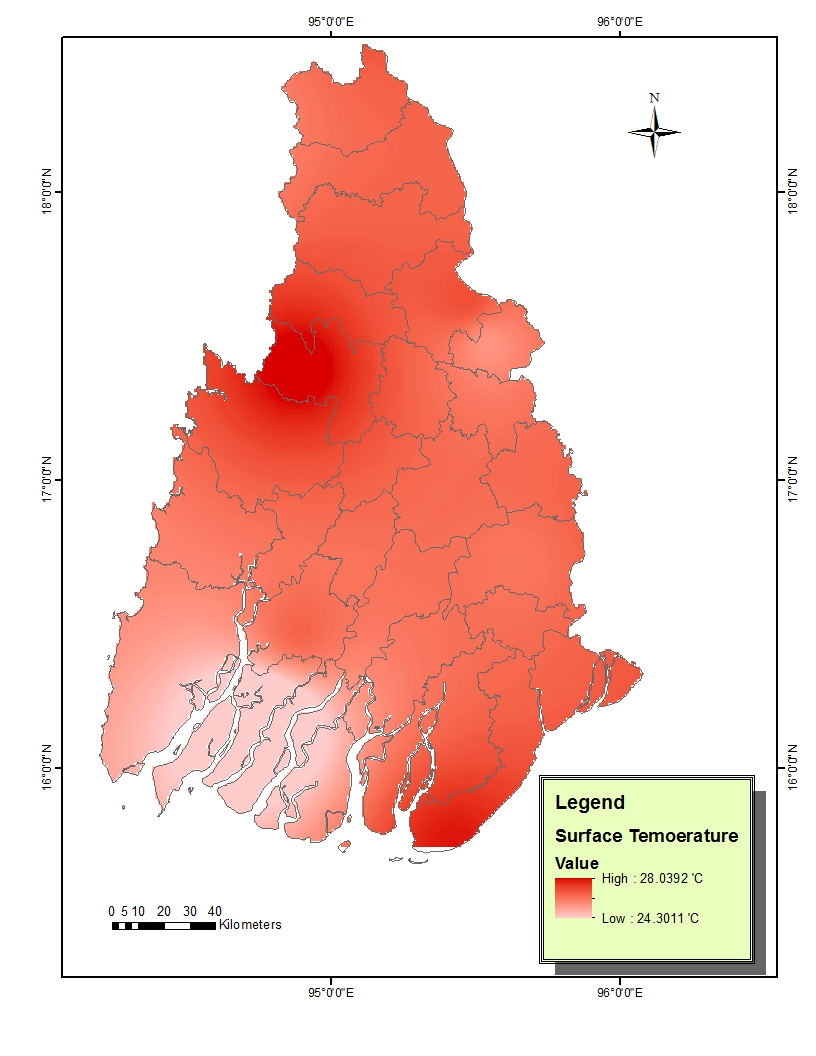 95°0'0"E 96°0'0"E
N
18°0'0"N 18°0'0"N
17°0'0"N 17°0'0"N
16°0'0"N 16°0'0"N
Legend
Surface Temoerature
Value
High : 28.0392 'C
Low : 24.3011 'C
0 5 10 20 30 40
Kilometers
95°0'0"E 96°0'0"E